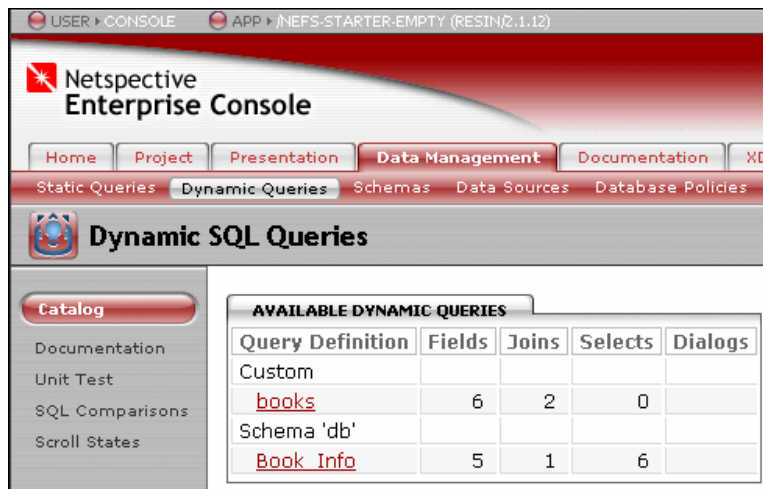 USER CONSOLE APP /NEFS-STARTER-EMPTY (RESIN/2.1.12)
Netspective
Enterprise Console
Home Project Presentation Data Management Documentation
Static Queries Dynamic Queries Schemas Data Sources Database Policies
Dynamic SQL Queries
Catalog
Documentation
Unit Test
SQL Comparisons
Scroll States
AVAILABLE DYNAMIC QUERIES
Query Definition Fields Joins Selects Dialogs
Custom
books 6 2 0
Schema 'db'
Book_Info 5 1 6